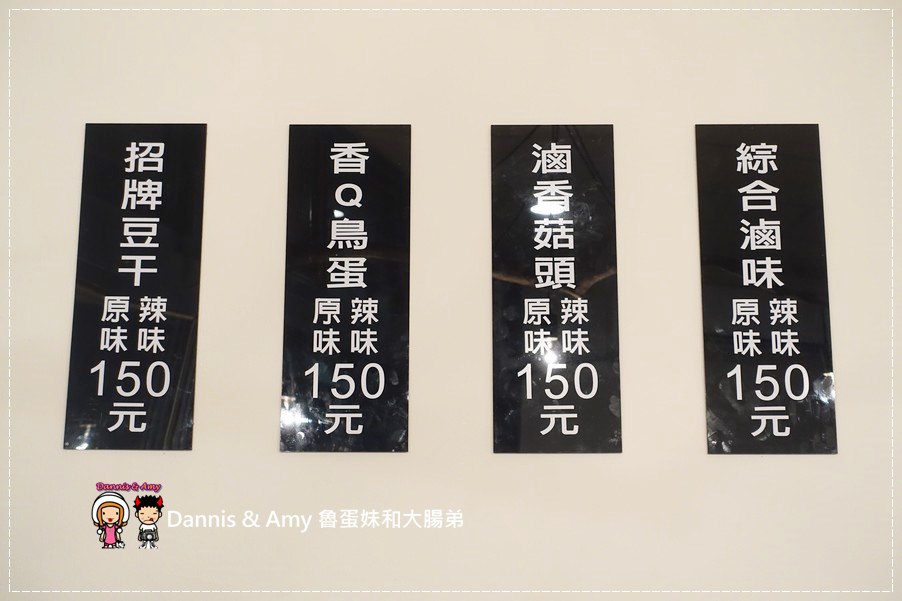 招牌豆干
原味 辣味
150
元
香Q鳥蛋
原味 辣味
150
元
滷香菇頭
原味 辣味
150
元
綜合滷味
原味 辣味
150
元
Dannis & Amy
Dannis & Amy 魯蛋妹和大腸弟